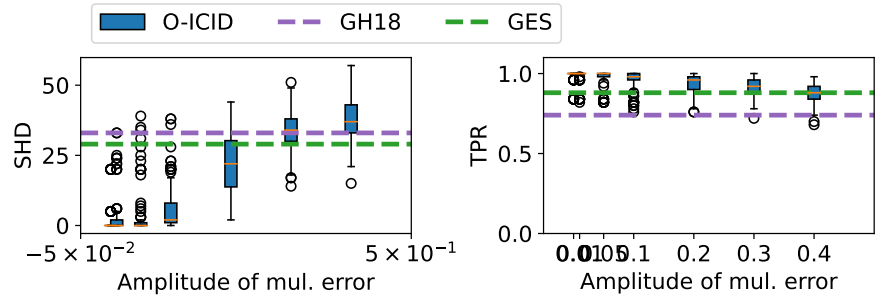 O-ICID GH18 GES
SHD
50
25
0
−5 × 10⁻² 5 × 10⁻¹
Amplitude of mul. error
TPR
1.0
0.5
0.0
0.1 0.2 0.3 0.4
Amplitude of mul. error